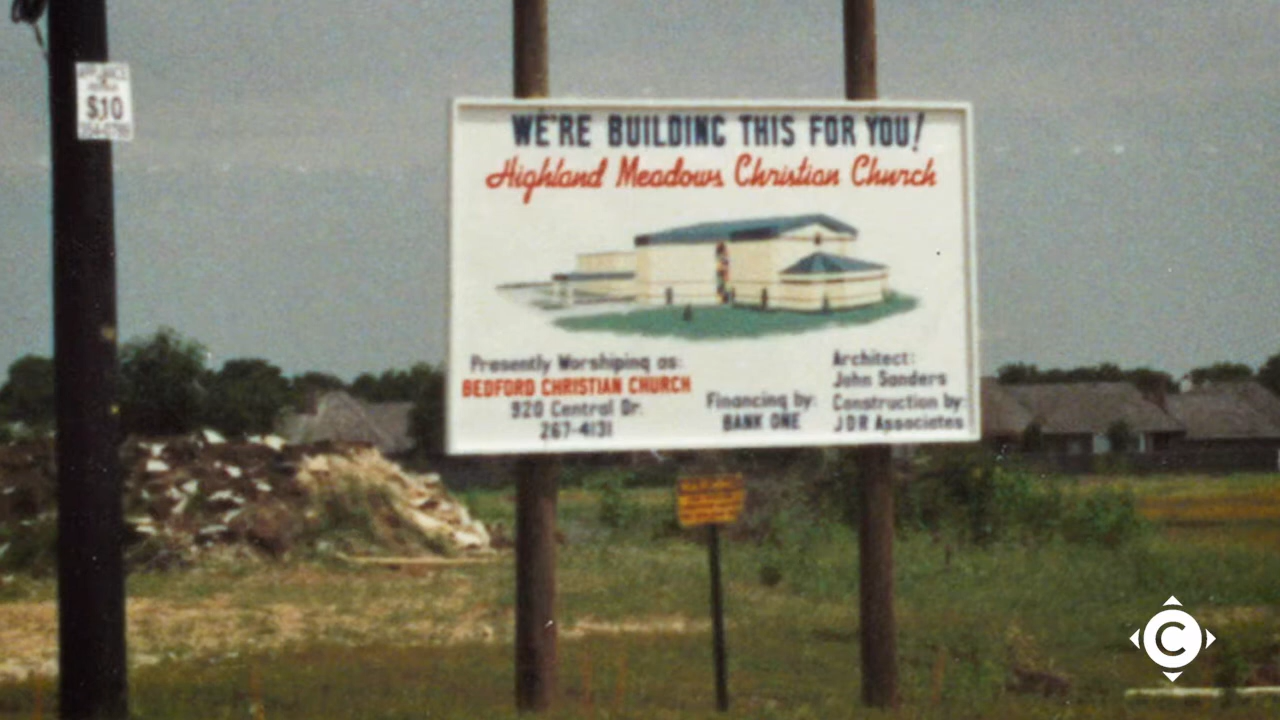 $10
WE'RE BUILDING THIS FOR YOU!
Highland Meadows Christian Church
Presently Worshiping as:
BEDFORD CHRISTIAN CHURCH
920 Central Dr.
267-4131
Financing by:
BANK ONE
Architect:
John Sanders
Construction by:
JDR Associates
C